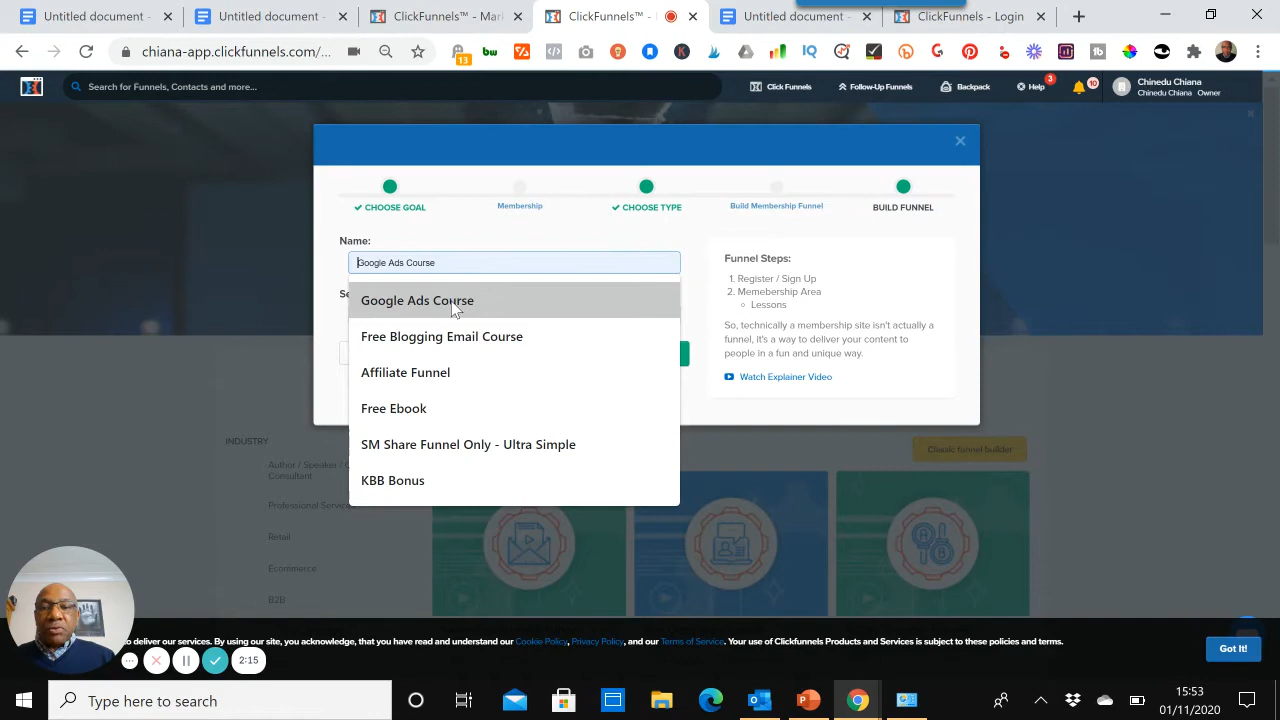 Untitled document
ClickFunnels™ - Mar
ClickFunnels™
Untitled document
ClickFunnels - Login
chiana-app.clickfunnels.com/...
13
bw
IQ
Search for Funnels, Contacts and more...
Click Funnels
Follow-Up Funnels
Backpack
Help
3
10
Chinedu Chiana
Chinedu Chiana Owner
CHOOSE GOAL
Membership
CHOOSE TYPE
Build Membership Funnel
BUILD FUNNEL
Name:
Google Ads Course
Google Ads Course
Free Blogging Email Course
Affiliate Funnel
Free Ebook
SM Share Funnel Only - Ultra Simple
KBB Bonus
Funnel Steps:
1. Register / Sign Up
2. Memebership Area
Lessons
So, technically a membership site isn't actually a
funnel, it's a way to deliver your content to
people in a fun and unique way.
Watch Explainer Video
INDUSTRY
Classic funnel builder
Author / Speaker /
Consultant
Professional Services
Retail
Ecommerce
B2B
to deliver our services. By using our site, you acknowledge, that you have read and understood our Cookie Policy, Privacy Policy, and our Terms of Service. Your use of Clickfunnels Products and Services is subject to these policies and terms.
Got It!
2:15
Type here to search
15:53
01/11/2020